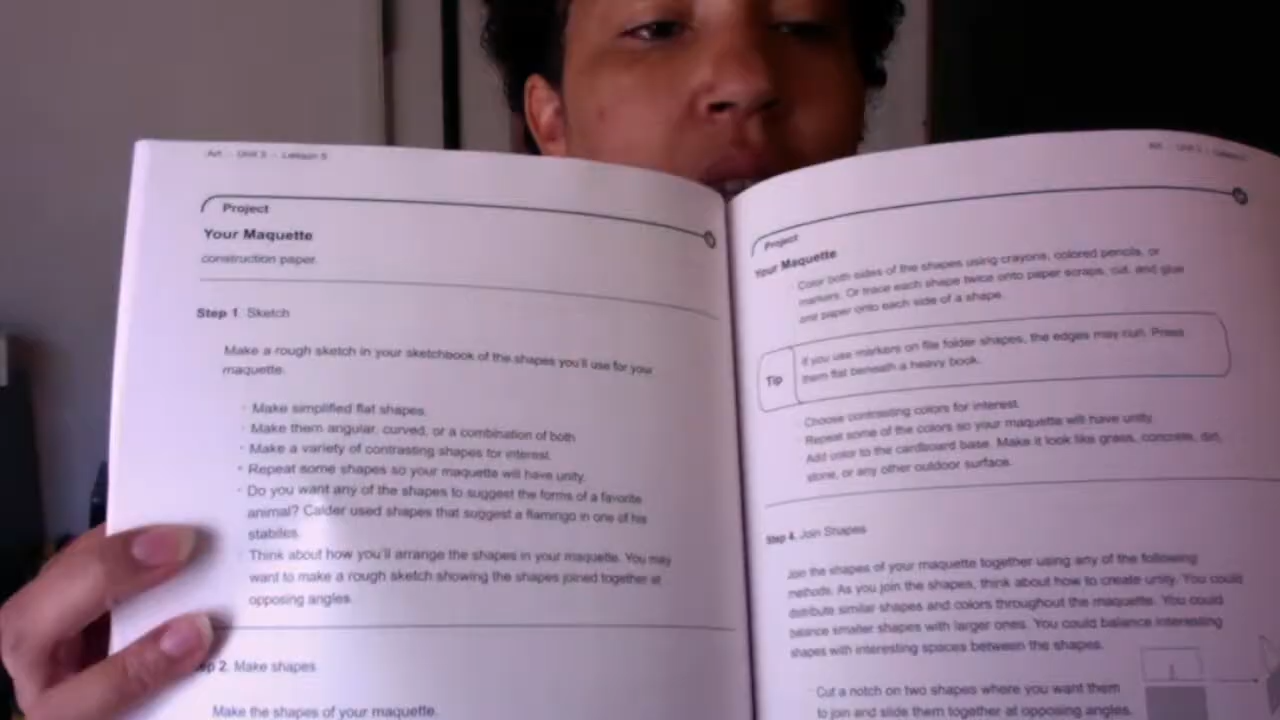 Art - Unit 3 - Lesson 5
Project
Your Maquette
construction paper.
Step 1. Sketch
Make a rough sketch in your sketchbook of the shapes you'll use for your
maquette.
· Make simplified flat shapes.
· Make them angular, curved, or a combination of both.
· Make a variety of contrasting shapes for interest.
· Repeat some shapes so your maquette will have unity.
· Do you want any of the shapes to suggest the forms of a favorite
animal? Calder used shapes that suggest a flamingo in one of his
stabiles.
· Think about how you'll arrange the shapes in your maquette. You may
want to make a rough sketch showing the shapes joined together at
opposing angles.
2. Make shapes
Make the shapes of your maquette.
Art - Unit 3 -
Project
Your Maquette
· Color both sides of the shapes using crayons, colored pencils, or
markers. Or trace each shape twice onto paper scraps, cut, and glue
one paper onto each side of a shape.
Tip
If you use markers on file folder shapes, the edges may curl. Press
them flat beneath a heavy book.
· Choose contrasting colors for interest.
· Repeat some of the colors so your maquette will have unity.
· Add color to the cardboard base. Make it look like grass, concrete, dirt,
stone, or any other outdoor surface.
Step 4. Join Shapes
Join the shapes of your maquette together using any of the following
methods. As you join the shapes, think about how to create unity. You could
distribute similar shapes and colors throughout the maquette. You could
balance smaller shapes with larger ones. You could balance interesting
shapes with interesting spaces between the shapes.
· Cut a notch on two shapes where you want them
to join and slide them together at opposing angles.